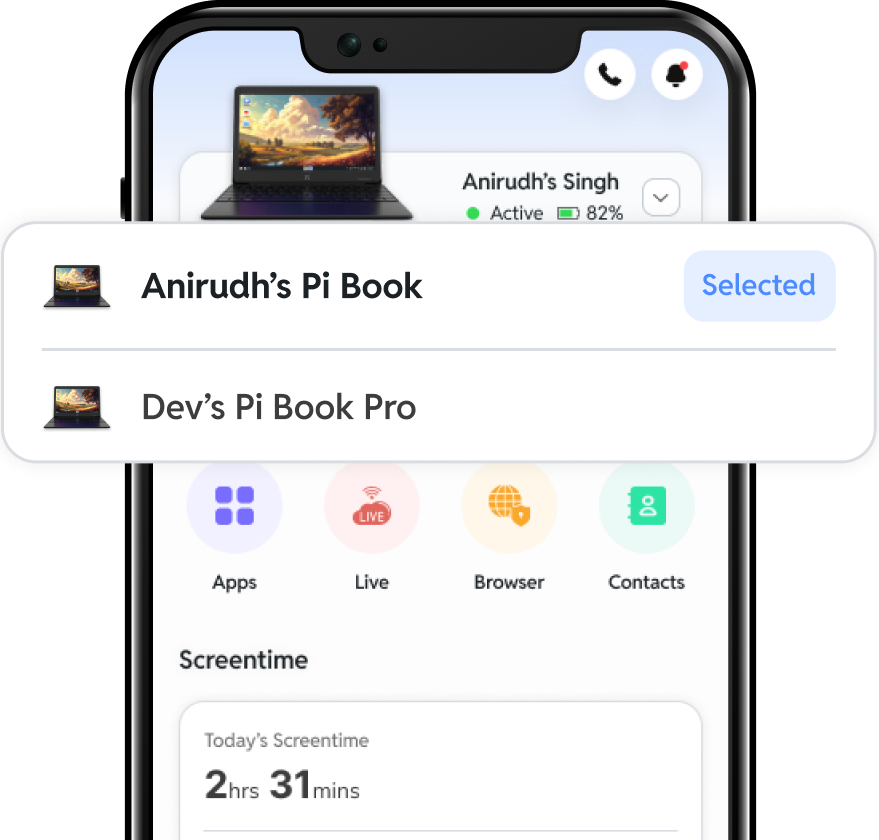 Anirudh’s Singh
Active 82%
Anirudh’s Pi Book
Selected
Dev’s Pi Book Pro
LIVE
Apps
Live
Browser
Contacts
Screentime
Today’s Screentime
2hrs 31mins